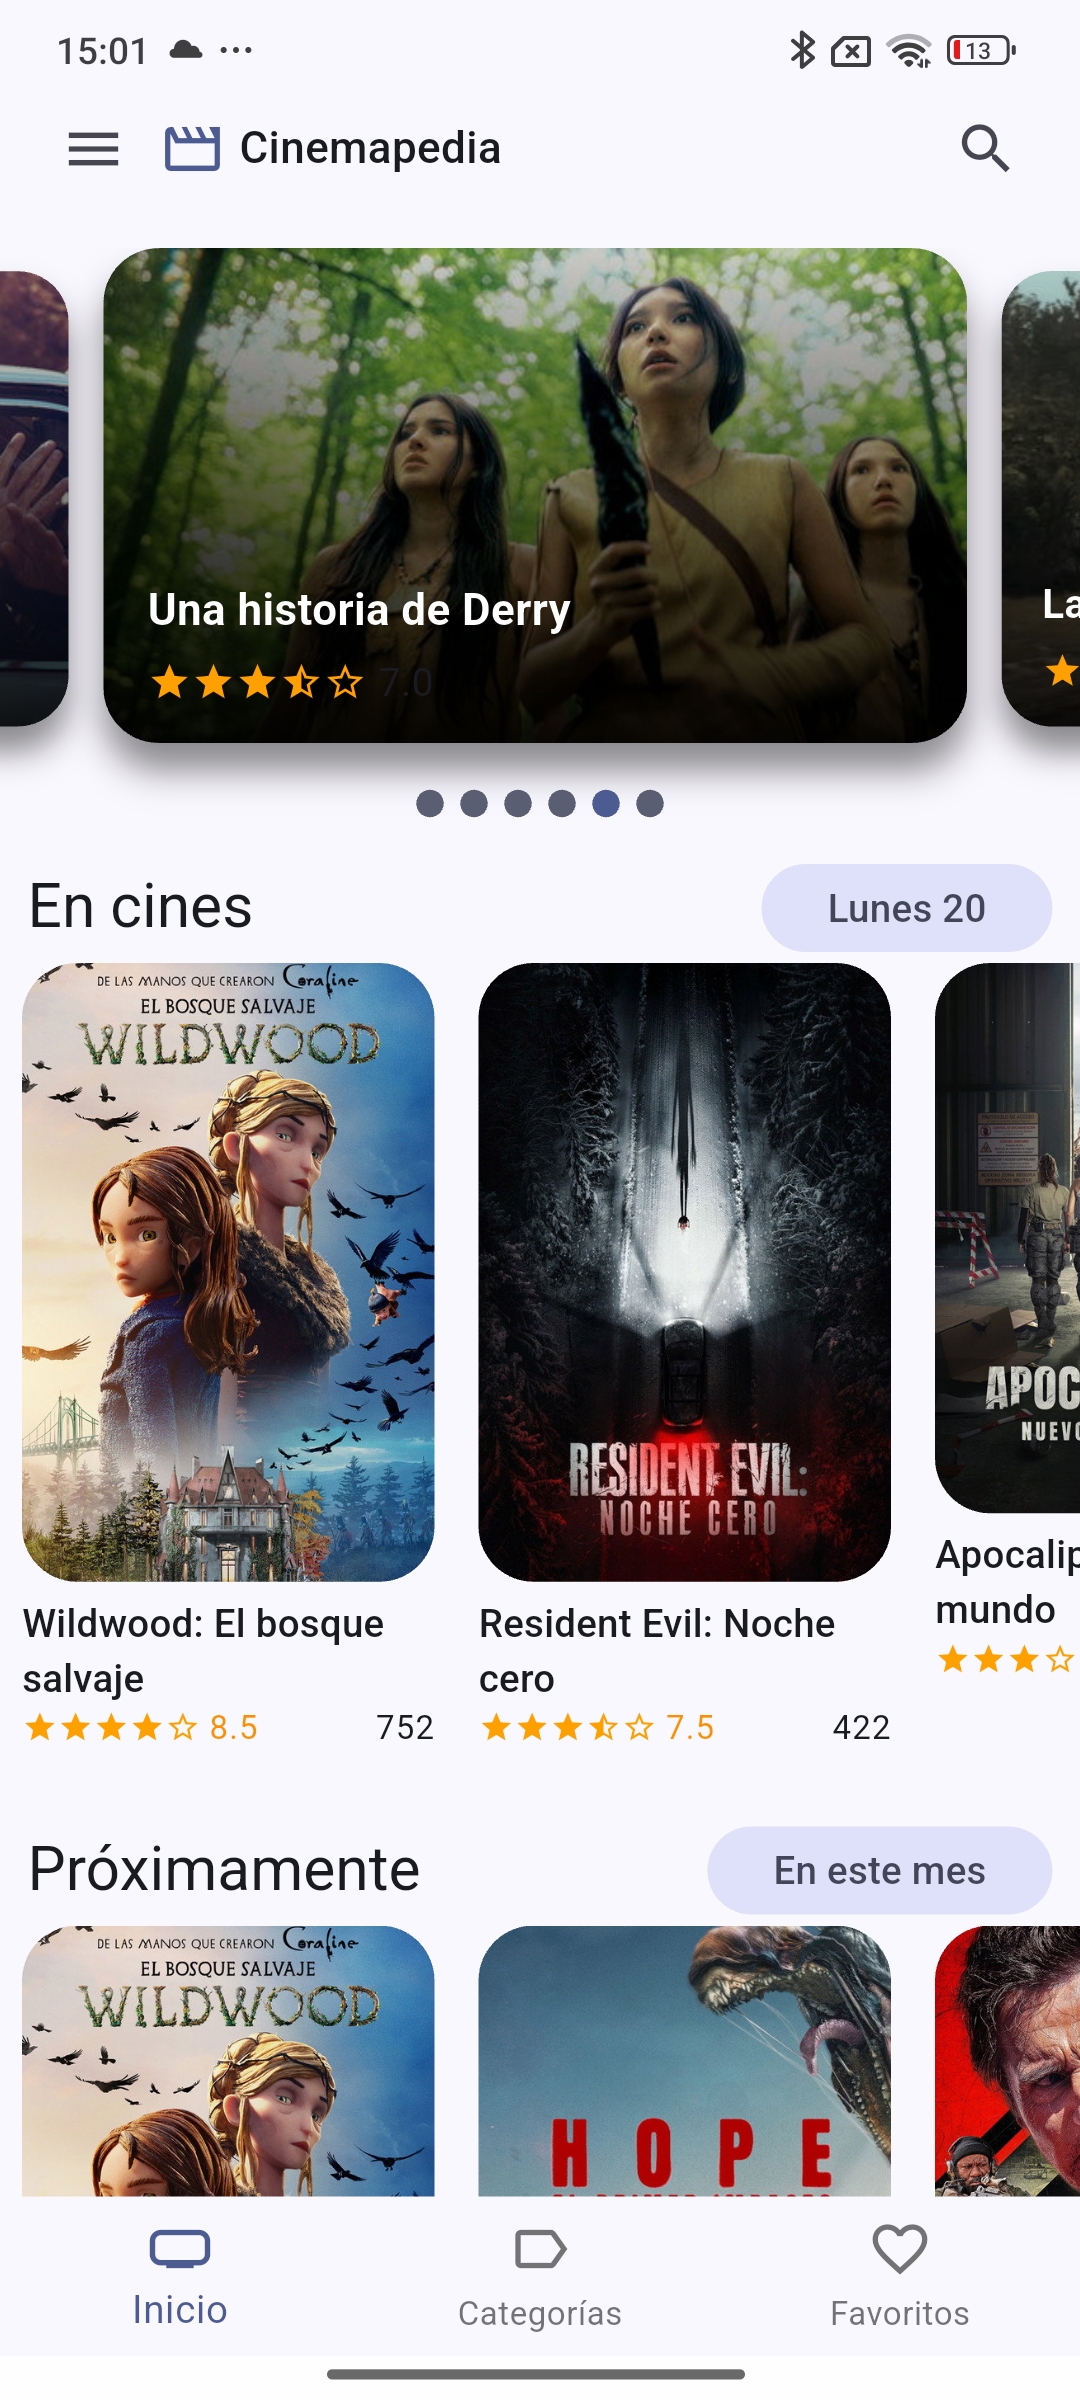 15:01
13
Cinemapedia
Una historia de Derry
7.0
La
En cines
Lunes 20
DE LAS MANOS QUE CREARON Coraline
EL BOSQUE SALVAJE
WILDWOOD
RESIDENT EVIL:
NOCHE CERO
APOC
NUEVO
Wildwood: El bosque
salvaje
8.5
752
Resident Evil: Noche
cero
7.5
422
Apocalip
mundo
Próximamente
En este mes
DE LAS MANOS QUE CREARON Coraline
EL BOSQUE SALVAJE
WILDWOOD
HOPE
Inicio
Categorías
Favoritos